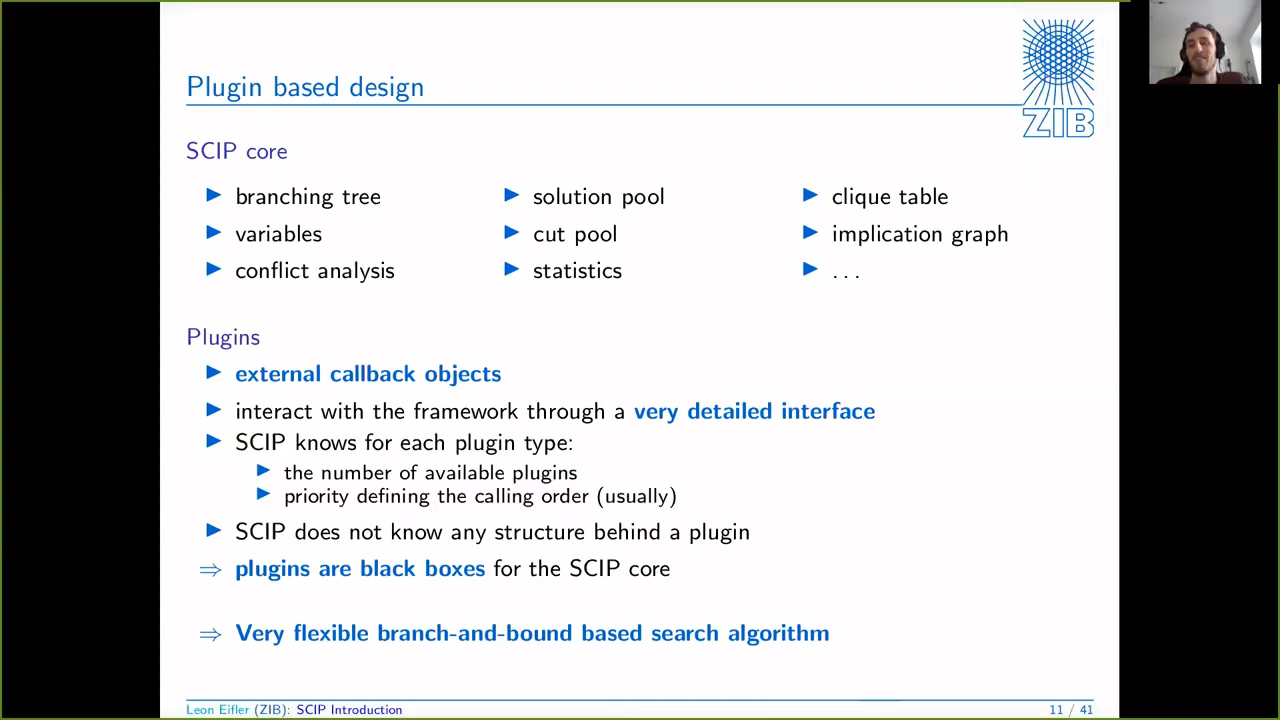 Plugin based design
ZIB
SCIP core
▶ branching tree
▶ variables
▶ conflict analysis
▶ solution pool
▶ cut pool
▶ statistics
▶ clique table
▶ implication graph
▶ . . .
Plugins
▶ external callback objects
▶ interact with the framework through a very detailed interface
▶ SCIP knows for each plugin type:
▶ the number of available plugins
▶ priority defining the calling order (usually)
▶ SCIP does not know any structure behind a plugin
⇒ plugins are black boxes for the SCIP core
⇒ Very flexible branch-and-bound based search algorithm
Leon Eifler (ZIB): SCIP Introduction
11 / 41